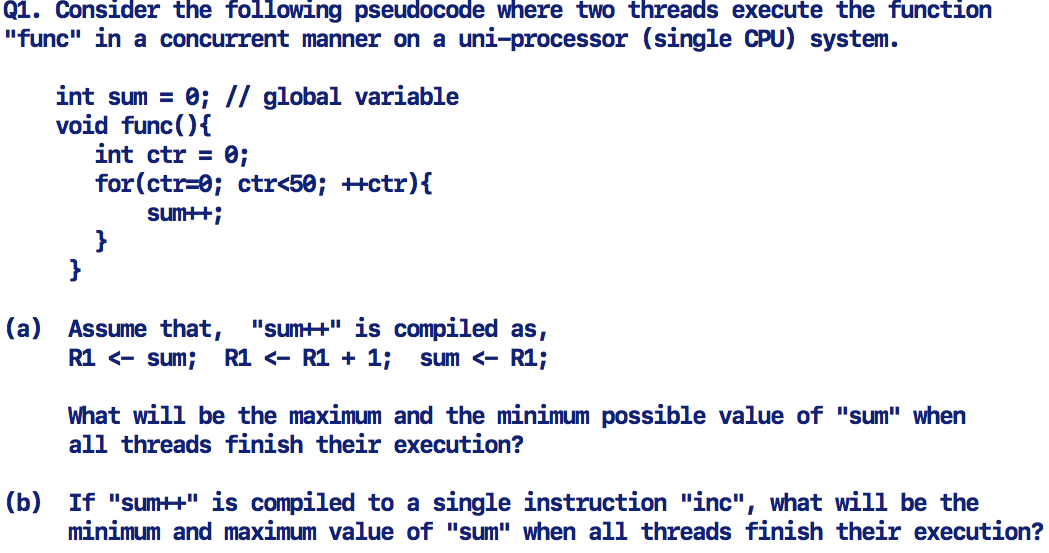 Q1. Consider the following pseudocode where two threads execute the function
"func" in a concurrent manner on a uni-processor (single CPU) system.
int sum = 0; // global variable
void func(){
int ctr = 0;
for(ctr=0; ctr<50; ++ctr){
sum++;
}
}
(a) Assume that, "sum++" is compiled as,
R1 <- sum; R1 <- R1 + 1; sum <- R1;
What will be the maximum and the minimum possible value of "sum" when
all threads finish their execution?
(b) If "sum++" is compiled to a single instruction "inc", what will be the
minimum and maximum value of "sum" when all threads finish their execution?